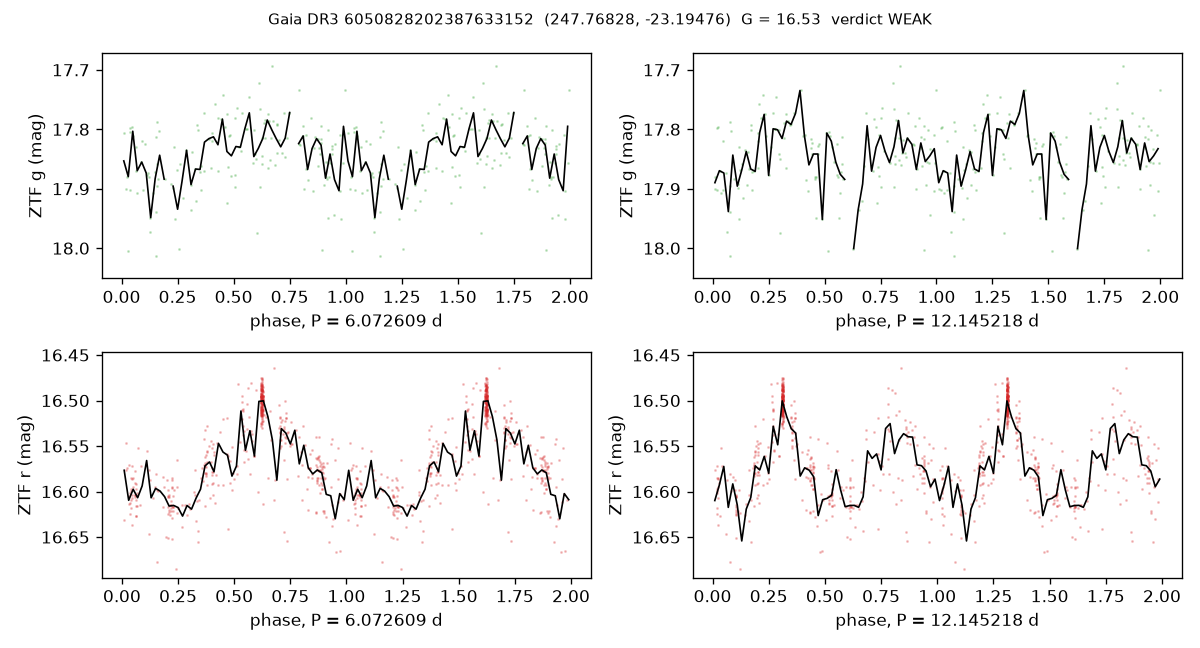 Gaia DR3 6050828202387633152 (247.76828, -23.19476) G = 16.53 verdict WEAK
ZTF g (mag)
17.7
17.8
17.9
18.0
0.00 0.25 0.50 0.75 1.00 1.25 1.50 1.75 2.00
phase, P = 6.072609 d
ZTF g (mag)
17.7
17.8
17.9
18.0
0.00 0.25 0.50 0.75 1.00 1.25 1.50 1.75 2.00
phase, P = 12.145218 d
ZTF r (mag)
16.45
16.50
16.55
16.60
16.65
0.00 0.25 0.50 0.75 1.00 1.25 1.50 1.75 2.00
phase, P = 6.072609 d
ZTF r (mag)
16.45
16.50
16.55
16.60
16.65
0.00 0.25 0.50 0.75 1.00 1.25 1.50 1.75 2.00
phase, P = 12.145218 d